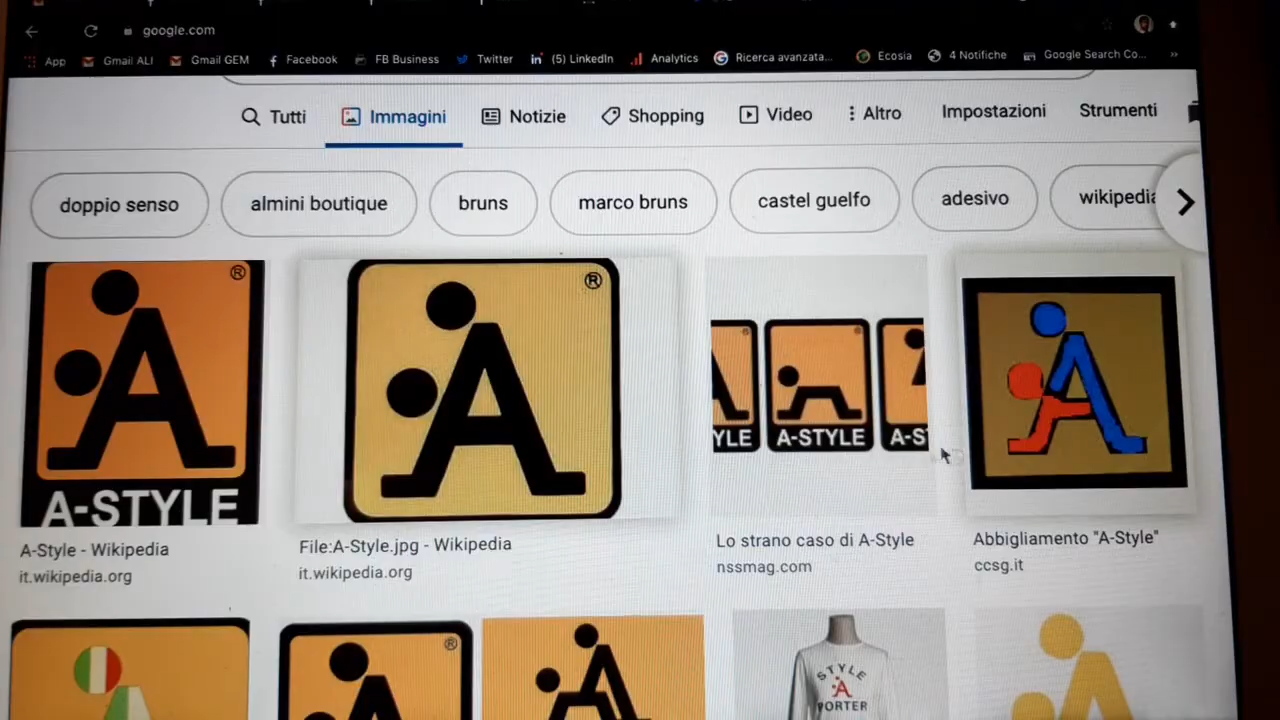 google.com
App Gmail ALI Gmail GEM Facebook FB Business Twitter (5) LinkedIn Analytics Ricerca avanzata... Ecosia 4 Notifiche Google Search Co... »
Tutti Immagini Notizie Shopping Video Altro Impostazioni Strumenti
doppio senso almini boutique bruns marco bruns castel guelfo adesivo wikipedia
® A
A-STYLE
® A
YLE A-STYLE A-S
A
A-Style - Wikipedia
it.wikipedia.org
File:A-Style.jpg - Wikipedia
it.wikipedia.org
Lo strano caso di A-Style
nssmag.com
Abbigliamento "A-Style"
ccsg.it
®
STYLE
A
PORTER